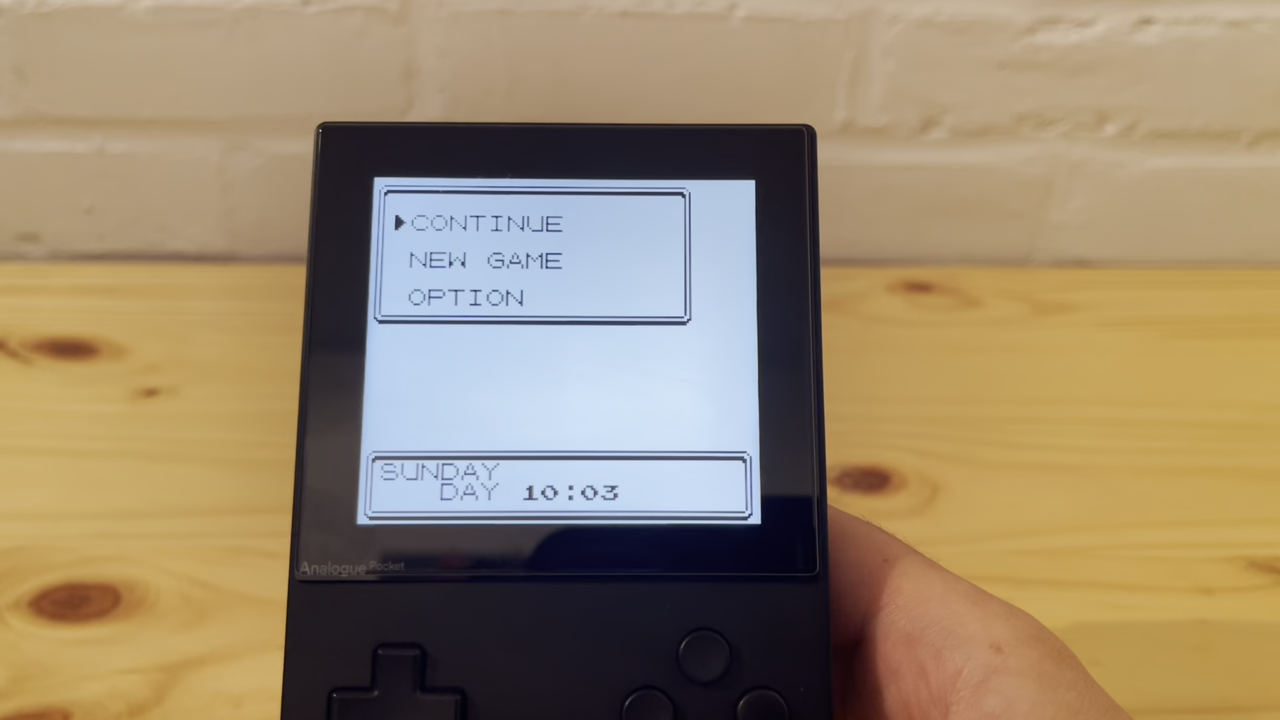 CONTINUE
NEW GAME
OPTION
SUNDAY
DAY 10:03
Analogue Pocket